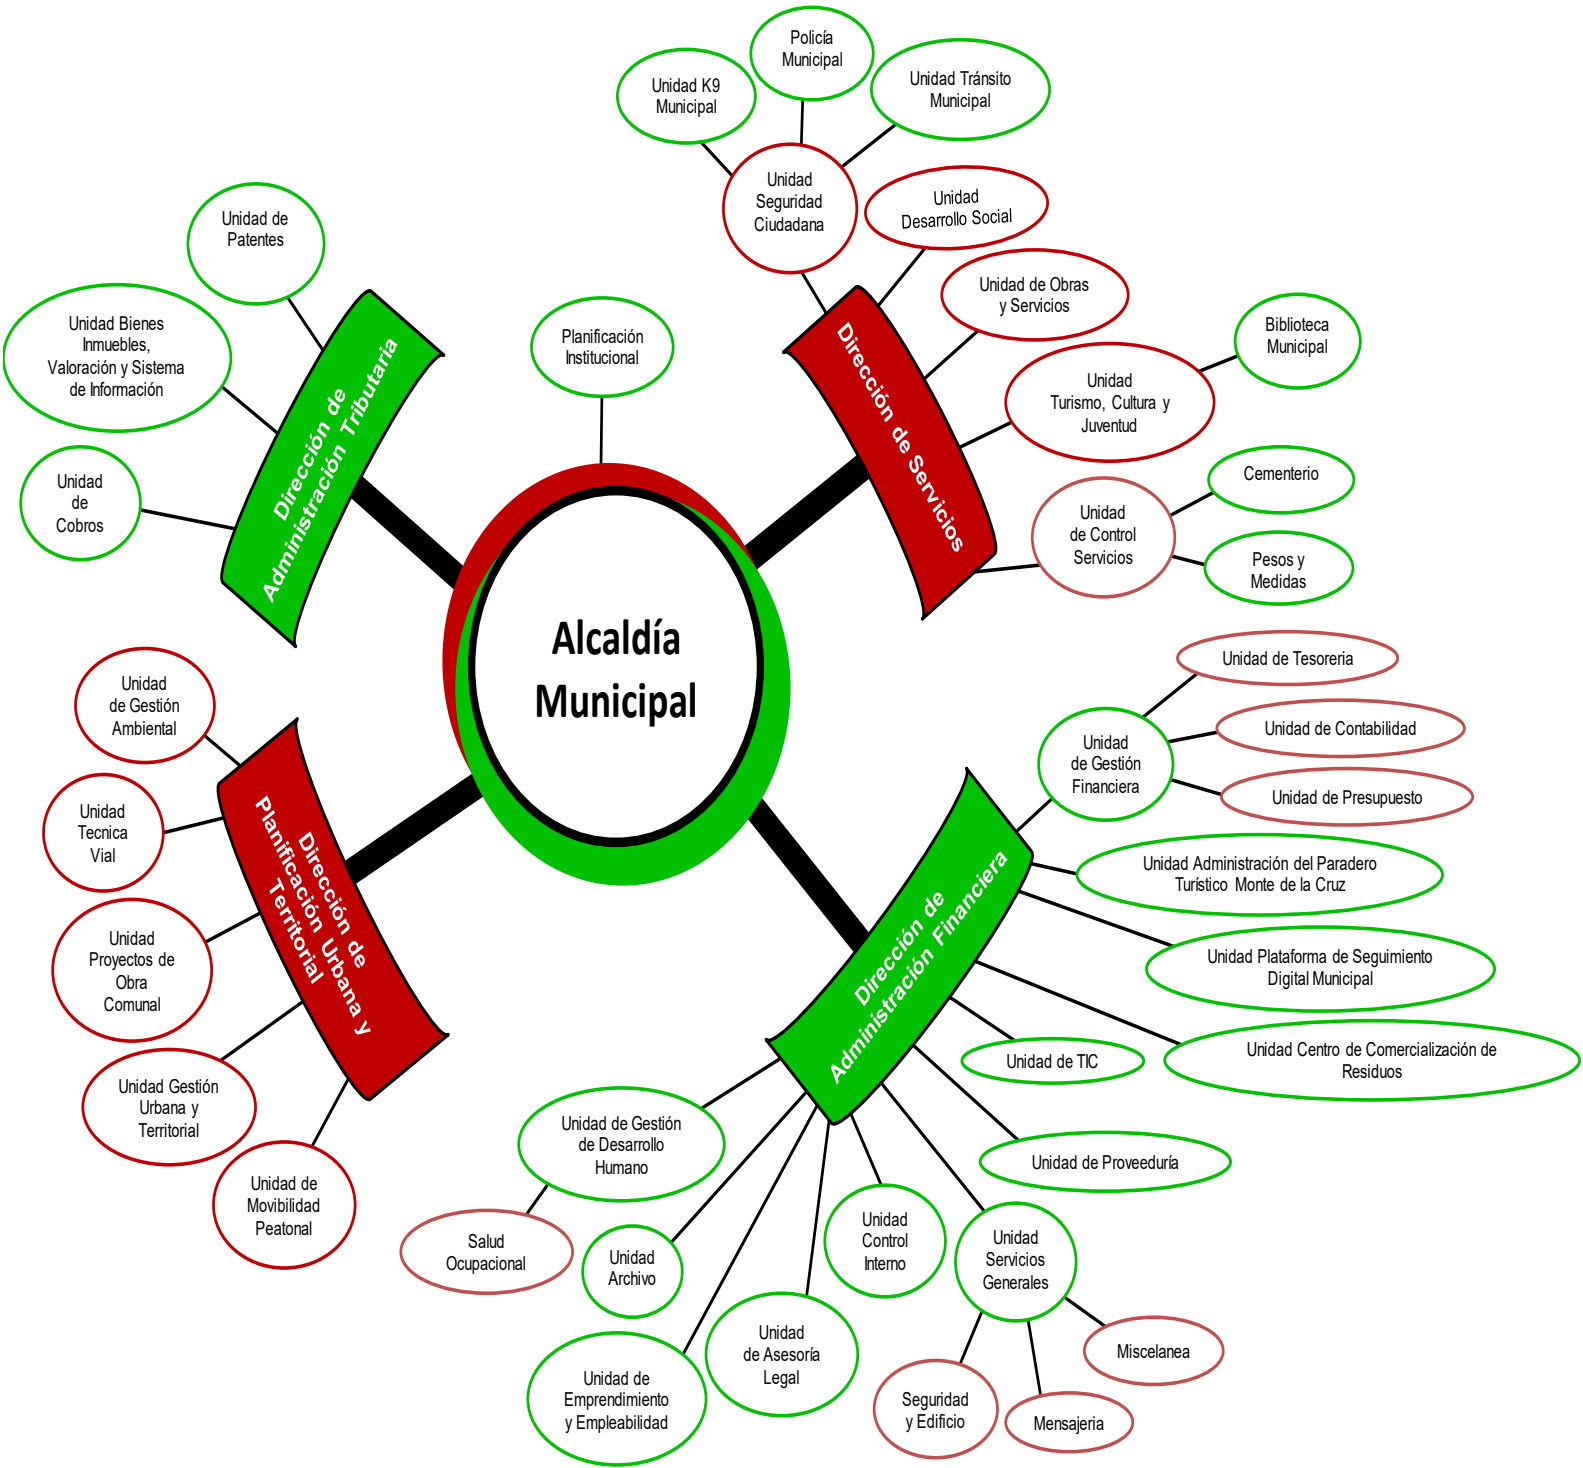 Policía
Municipal
Unidad K9
Municipal
Unidad Tránsito
Municipal
Unidad
Seguridad
Ciudadana
Unidad
Desarrollo Social
Unidad de Obras
y Servicios
Unidad
Turismo, Cultura y
Juventud
Biblioteca
Municipal
Cementerio
Unidad
de Control
Servicios
Pesos y
Medidas
Dirección de Servicios
Unidad de
Patentes
Unidad Bienes
Inmuebles,
Valoración y Sistema
de Información
Unidad
de
Cobros
Dirección de
Administración Tributaria
Planificación
Institucional
Alcaldía
Municipal
Unidad
de Gestión
Ambiental
Unidad
Tecnica
Vial
Unidad
Proyectos de
Obra
Comunal
Unidad Gestión
Urbana y
Territorial
Unidad de
Movibilidad
Peatonal
Dirección de
Planificación Urbana y
Territorial
Unidad de Tesoreria
Unidad de Contabilidad
Unidad de Presupuesto
Unidad
de Gestión
Financiera
Unidad Administración del Paradero
Turístico Monte de la Cruz
Unidad Plataforma de Seguimiento
Digital Municipal
Unidad Centro de Comercialización de
Residuos
Unidad de TIC
Unidad de Proveeduría
Dirección de
Administración Financiera
Unidad de Gestión
de Desarrollo
Humano
Salud
Ocupacional
Unidad
Archivo
Unidad de
Emprendimiento
y Empleabilidad
Unidad
de Asesoría
Legal
Unidad
Control
Interno
Unidad
Servicios
Generales
Seguridad
y Edificio
Mensajeria
Miscelanea